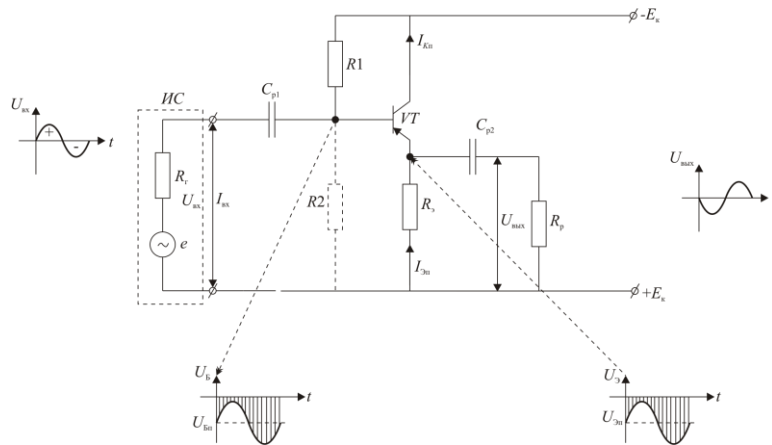 -Eк
R1
IКп
ИС
Cр1
VT
Cр2
Uвх
+
-
t
Uвых
Rг
Uвх
Iвх
R2
Rэ
Uвых
Rр
e
IЭп
+Eк
UБ
t
UБп
UЭ
t
UЭп